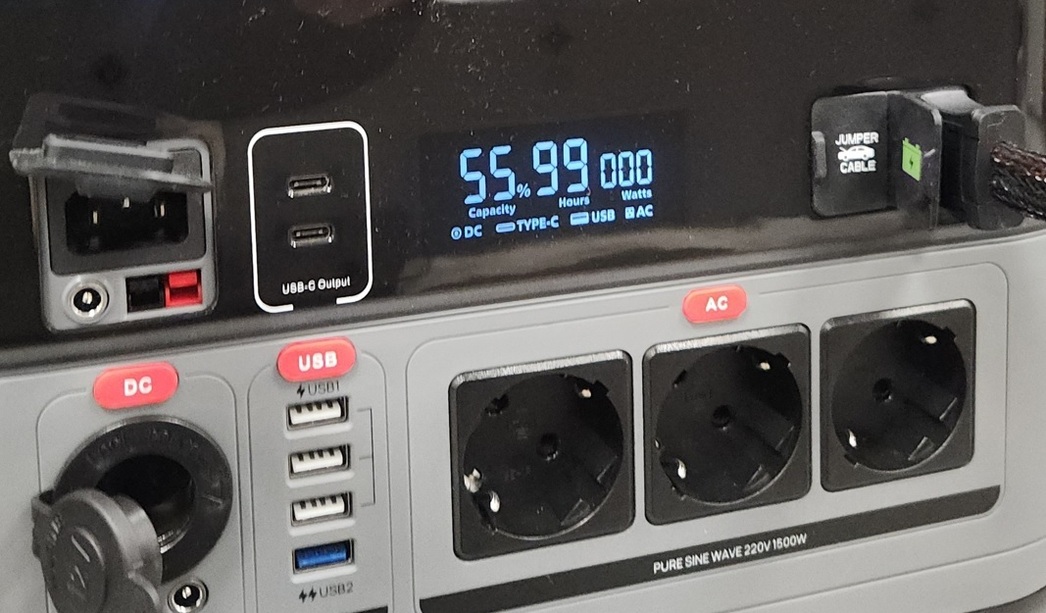 JUMPER
CABLE
55% 99 000
Capacity Hours Watts
DC TYPE-C USB AC
USB-C Output
AC
USB
DC
USB1
USB2
PURE SINE WAVE 220V 1500W